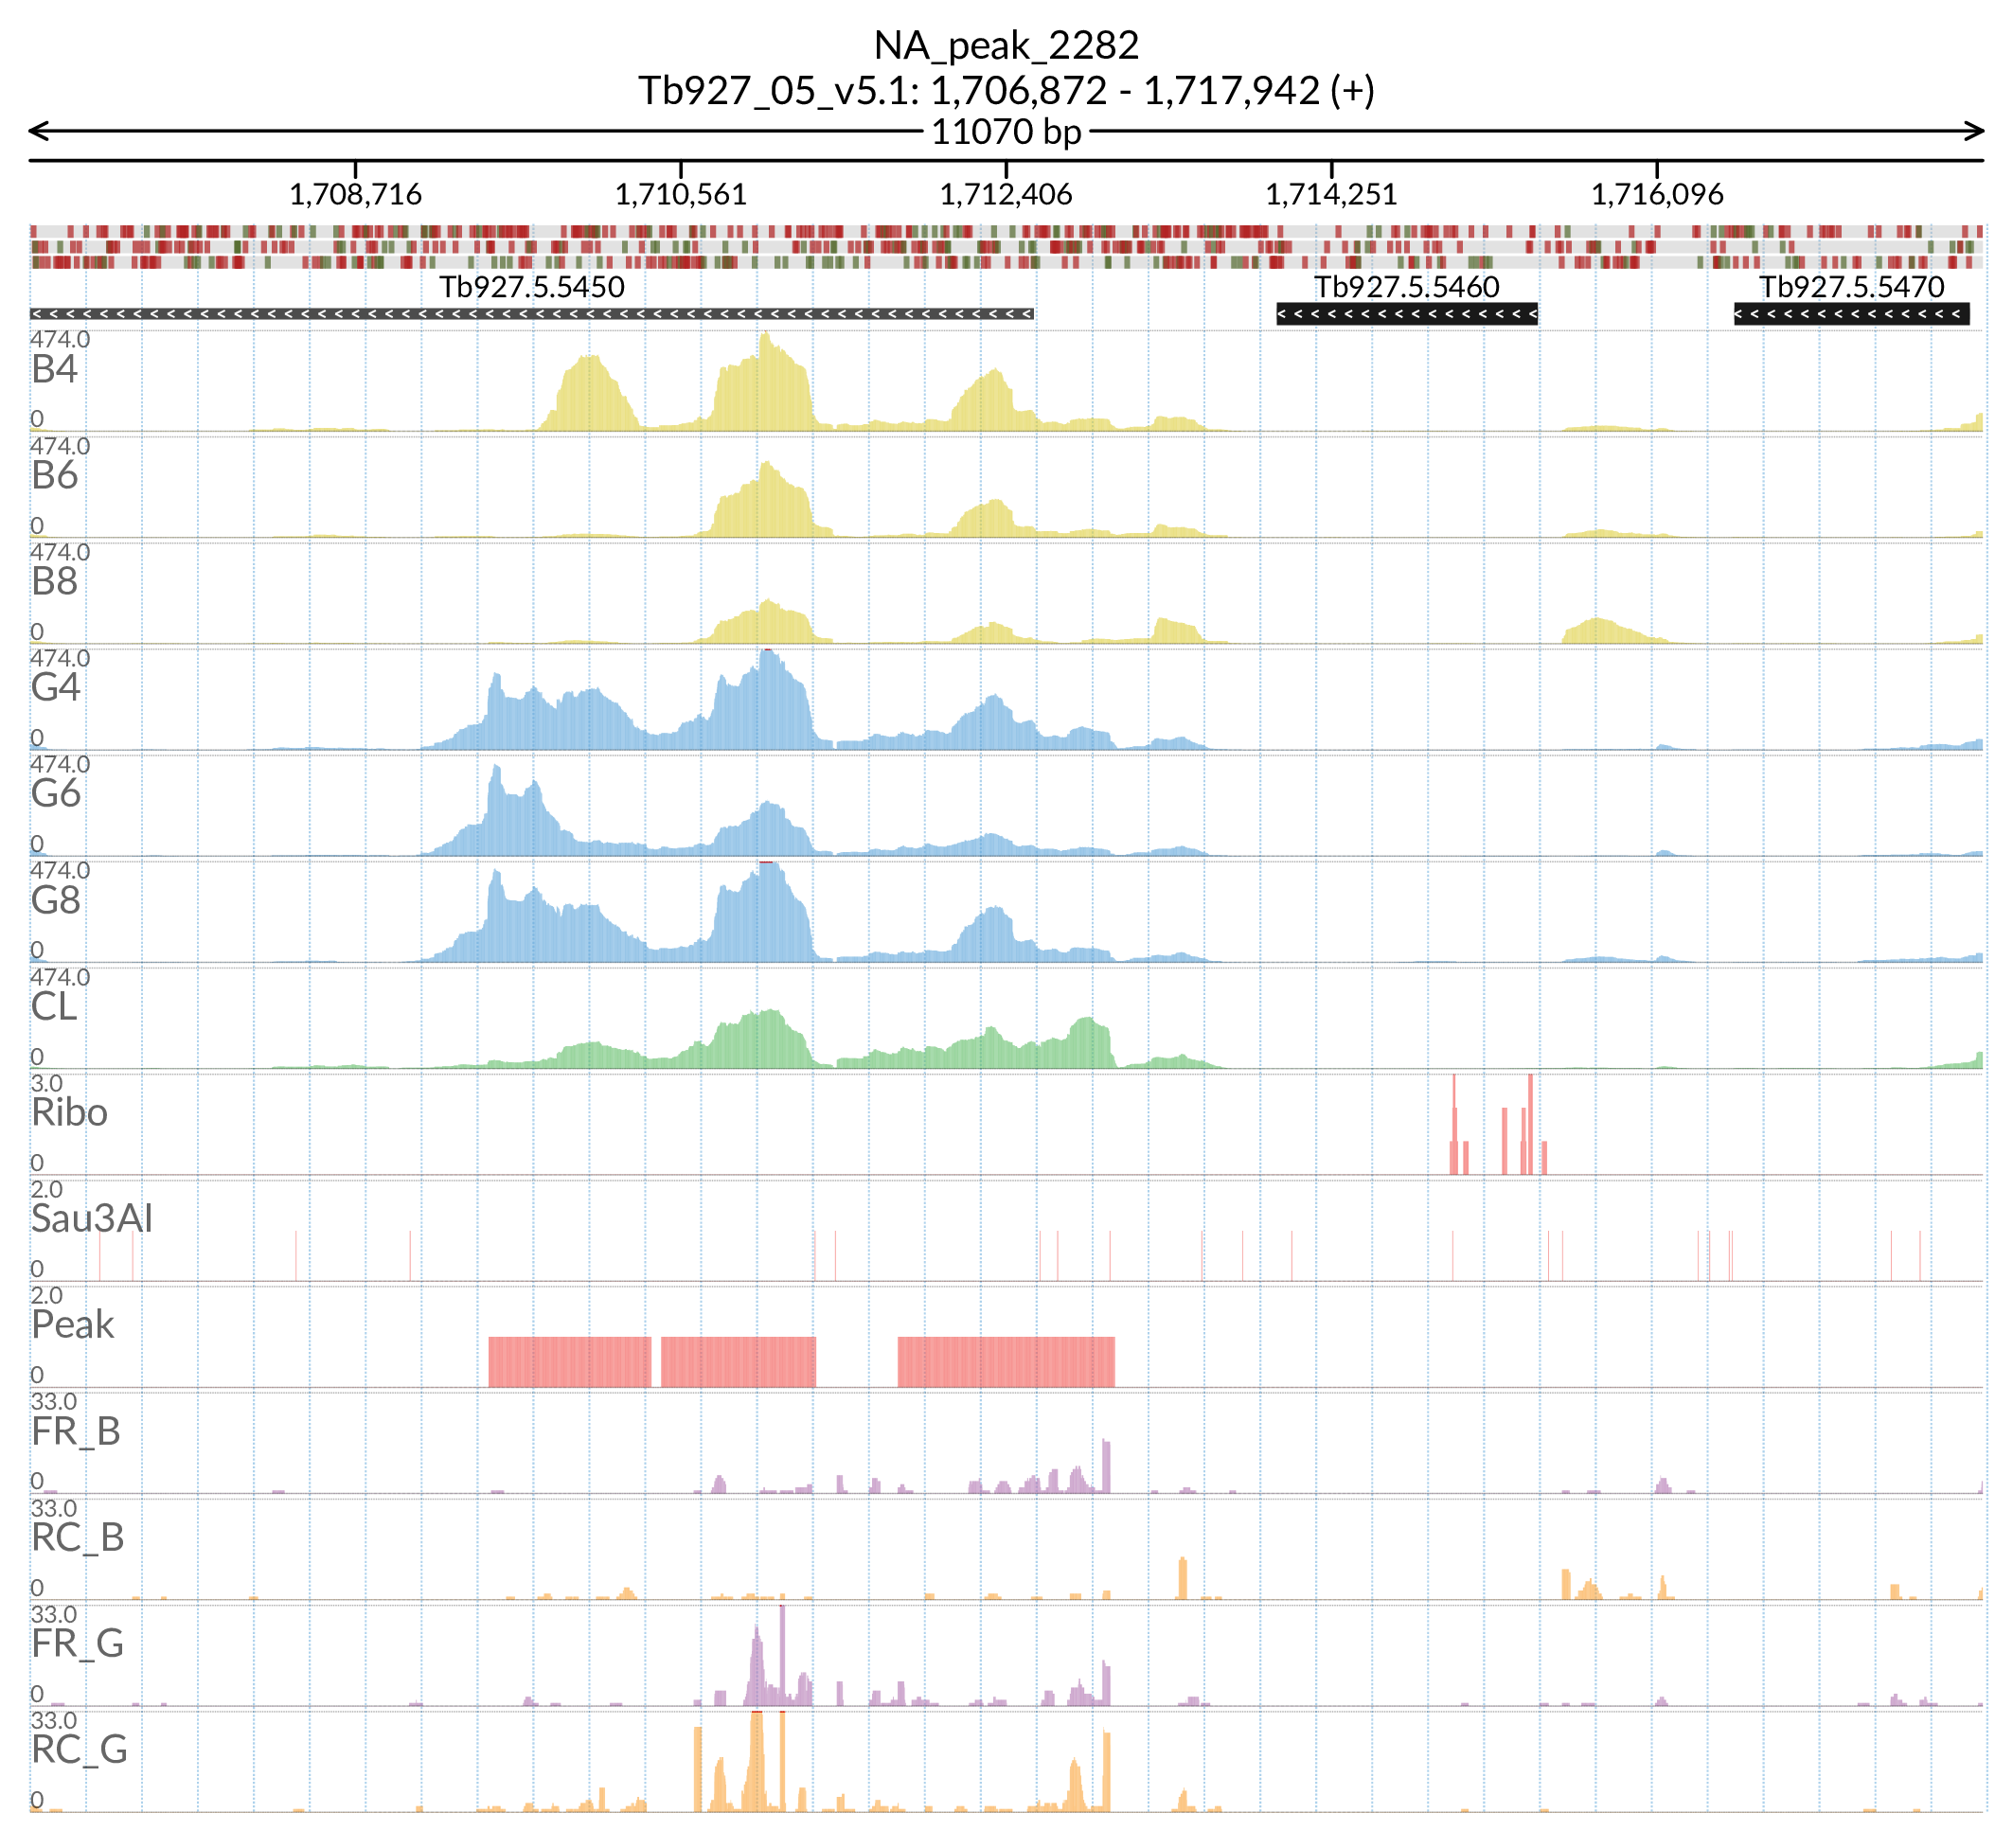 NA_peak_2282
Tb927_05_v5.1: 1,706,872 - 1,717,942 (+)
11070 bp
1,708,716 1,710,561 1,712,406 1,714,251 1,716,096
Tb927.5.5450 Tb927.5.5460 Tb927.5.5470
474.0
B4
0
474.0
B6
0
474.0
B8
0
474.0
G4
0
474.0
G6
0
474.0
G8
0
474.0
CL
0
3.0
Ribo
0
2.0
Sau3AI
0
2.0
Peak
0
33.0
FR_B
0
33.0
RC_B
0
33.0
FR_G
0
33.0
RC_G
0